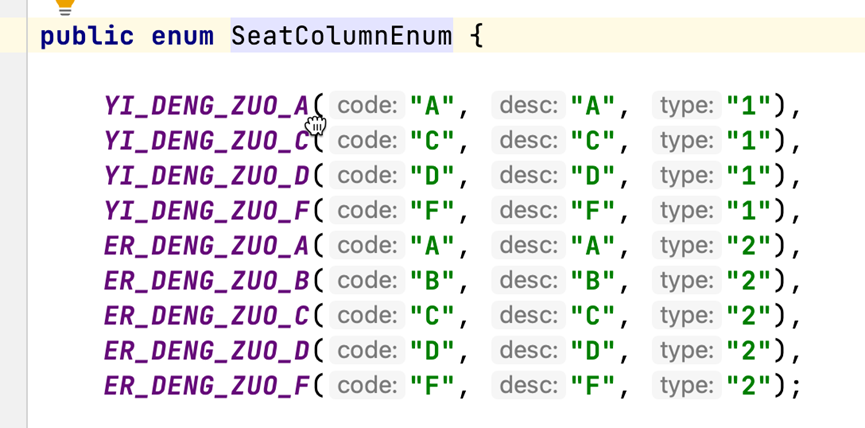 public enum SeatColumnEnum {
YI_DENG_ZUO_A( code: "A", desc: "A", type: "1"),
YI_DENG_ZUO_C( code: "C", desc: "C", type: "1"),
YI_DENG_ZUO_D( code: "D", desc: "D", type: "1"),
YI_DENG_ZUO_F( code: "F", desc: "F", type: "1"),
ER_DENG_ZUO_A( code: "A", desc: "A", type: "2"),
ER_DENG_ZUO_B( code: "B", desc: "B", type: "2"),
ER_DENG_ZUO_C( code: "C", desc: "C", type: "2"),
ER_DENG_ZUO_D( code: "D", desc: "D", type: "2"),
ER_DENG_ZUO_F( code: "F", desc: "F", type: "2");